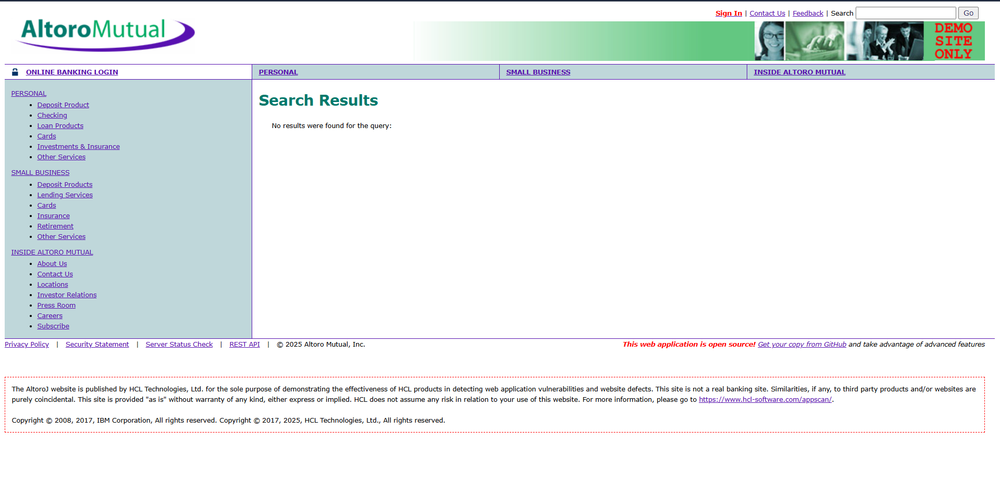 Sign In | Contact Us | Feedback | Search Go
AltoroMutual
DEMO
SITE
ONLY
ONLINE BANKING LOGIN
PERSONAL
SMALL BUSINESS
INSIDE ALTORO MUTUAL
PERSONAL
Deposit Product
Checking
Loan Products
Cards
Investments & Insurance
Other Services
SMALL BUSINESS
Deposit Products
Lending Services
Cards
Insurance
Retirement
Other Services
INSIDE ALTORO MUTUAL
About Us
Contact Us
Locations
Investor Relations
Press Room
Careers
Subscribe
Search Results
No results were found for the query:
Privacy Policy | Security Statement | Server Status Check | REST API | © 2025 Altoro Mutual, Inc.
This web application is open source! Get your copy from GitHub and take advantage of advanced features
The AltoroJ website is published by HCL Technologies, Ltd. for the sole purpose of demonstrating the effectiveness of HCL products in detecting web application vulnerabilities and website defects. This site is not a real banking site. Similarities, if any, to third party products and/or websites are
purely coincidental. This site is provided "as is" without warranty of any kind, either express or implied. HCL does not assume any risk in relation to your use of this website. For more information, please go to https://www.hcl-software.com/appscan/.
Copyright © 2008, 2017, IBM Corporation, All rights reserved. Copyright © 2017, 2025, HCL Technologies, Ltd., All rights reserved.